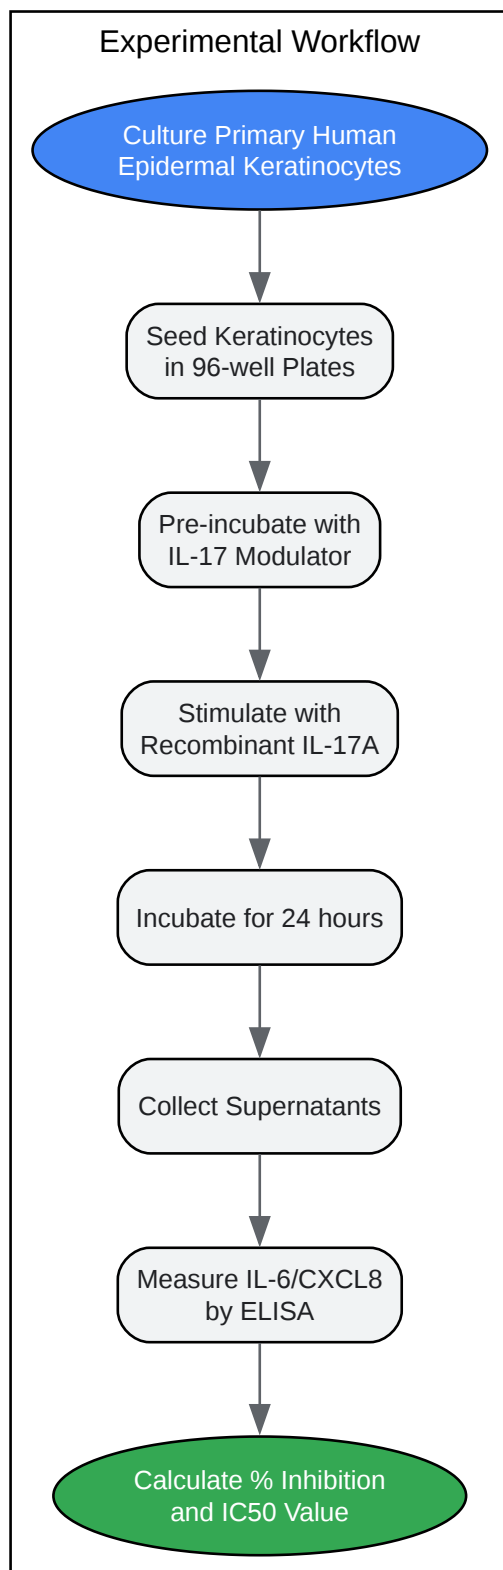 Experimental Workflow
Culture Primary Human
Epidermal Keratinocytes
Seed Keratinocytes
in 96-well Plates
Pre-incubate with
IL-17 Modulator
Stimulate with
Recombinant IL-17A
Incubate for 24 hours
Collect Supernatants
Measure IL-6/CXCL8
by ELISA
Calculate % Inhibition
and IC50 Value